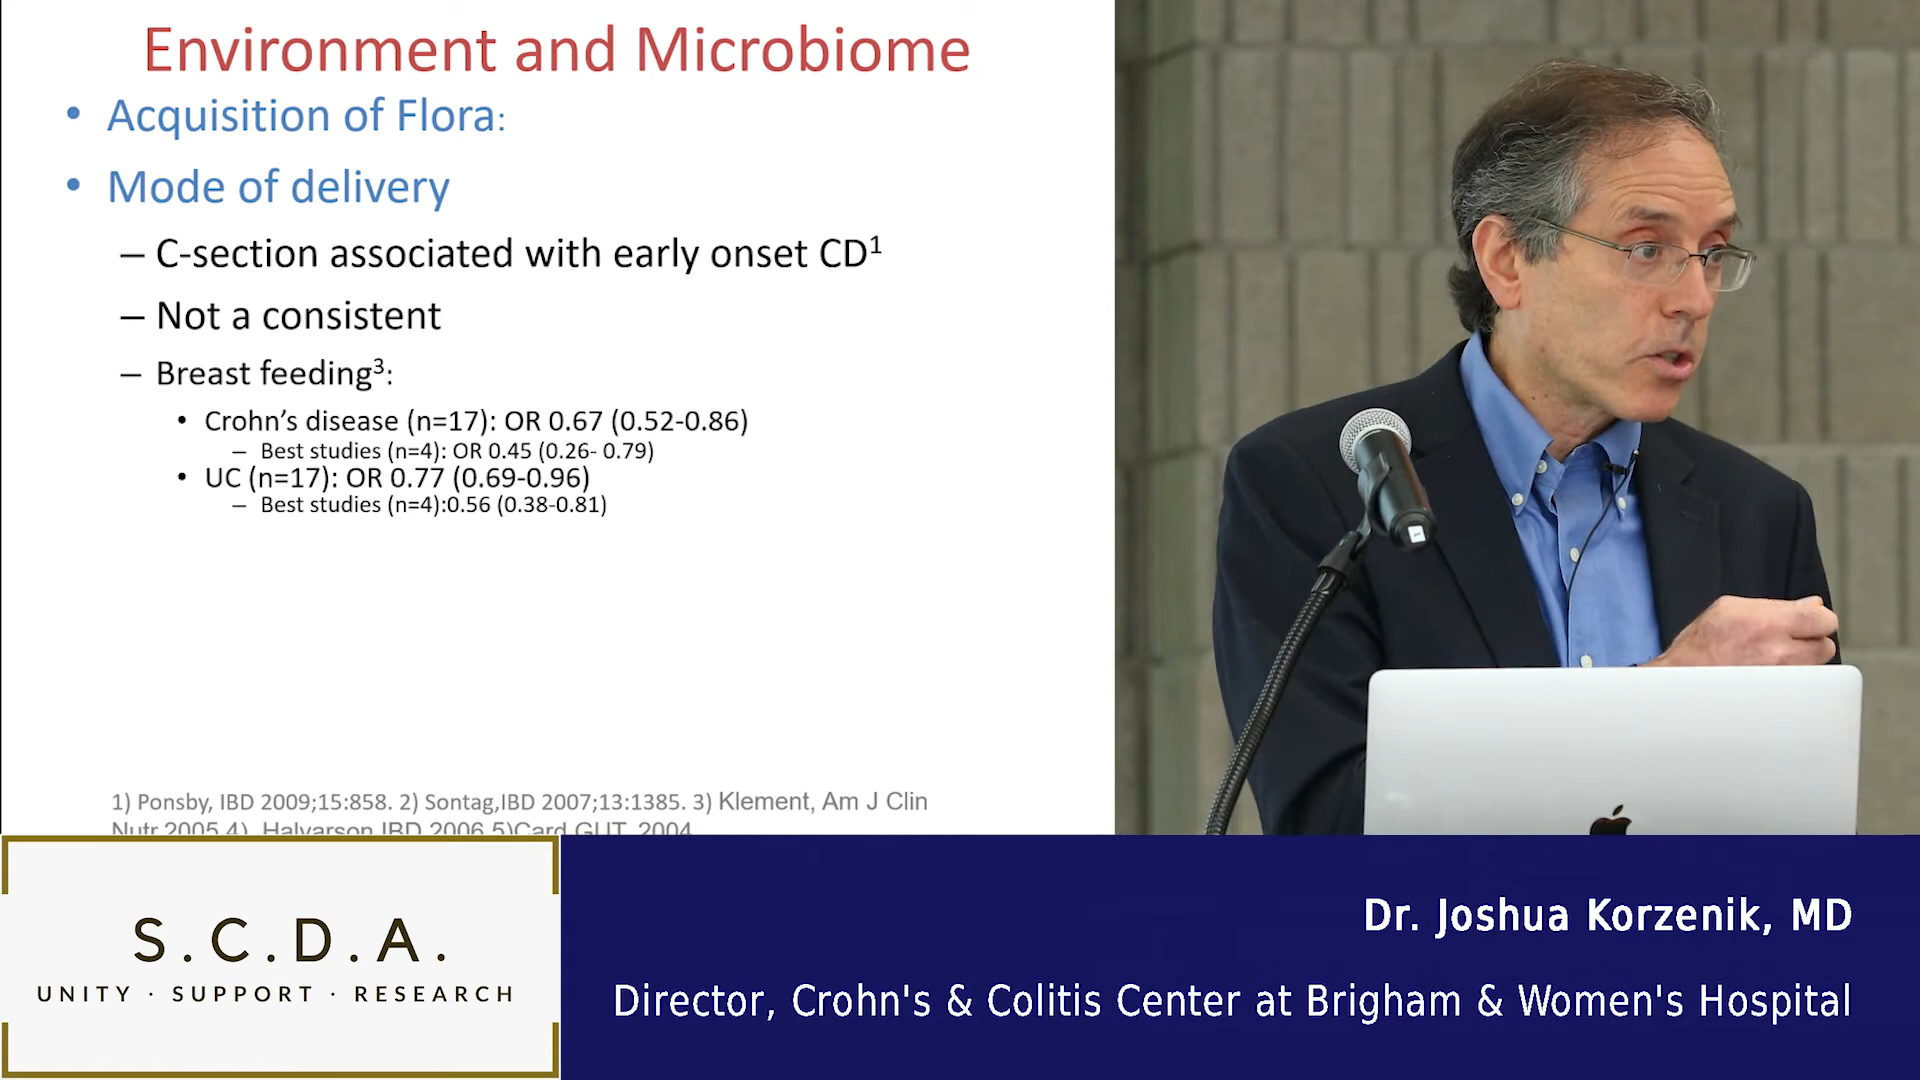 Environment and Microbiome
• Acquisition of Flora:
• Mode of delivery
– C-section associated with early onset CD¹
– Not a consistent
– Breast feeding³:
• Crohn’s disease (n=17): OR 0.67 (0.52-0.86)
– Best studies (n=4): OR 0.45 (0.26- 0.79)
• UC (n=17): OR 0.77 (0.69-0.96)
– Best studies (n=4):0.56 (0.38-0.81)
1) Ponsby, IBD 2009;15:858. 2) Sontag,IBD 2007;13:1385. 3) Klement, Am J Clin
Nutr 2005 4) Halvarson IBD 2006 5)Card GUT 2004
S.C.D.A.
UNITY · SUPPORT · RESEARCH
Dr. Joshua Korzenik, MD
Director, Crohn's & Colitis Center at Brigham & Women's Hospital